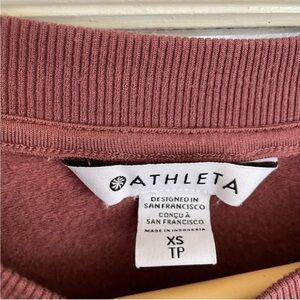 ATHLETA
DESIGNED IN
SAN FRANCISCO
CONÇU À
SAN FRANCISCO
MADE IN INDONESIA
XS
TP